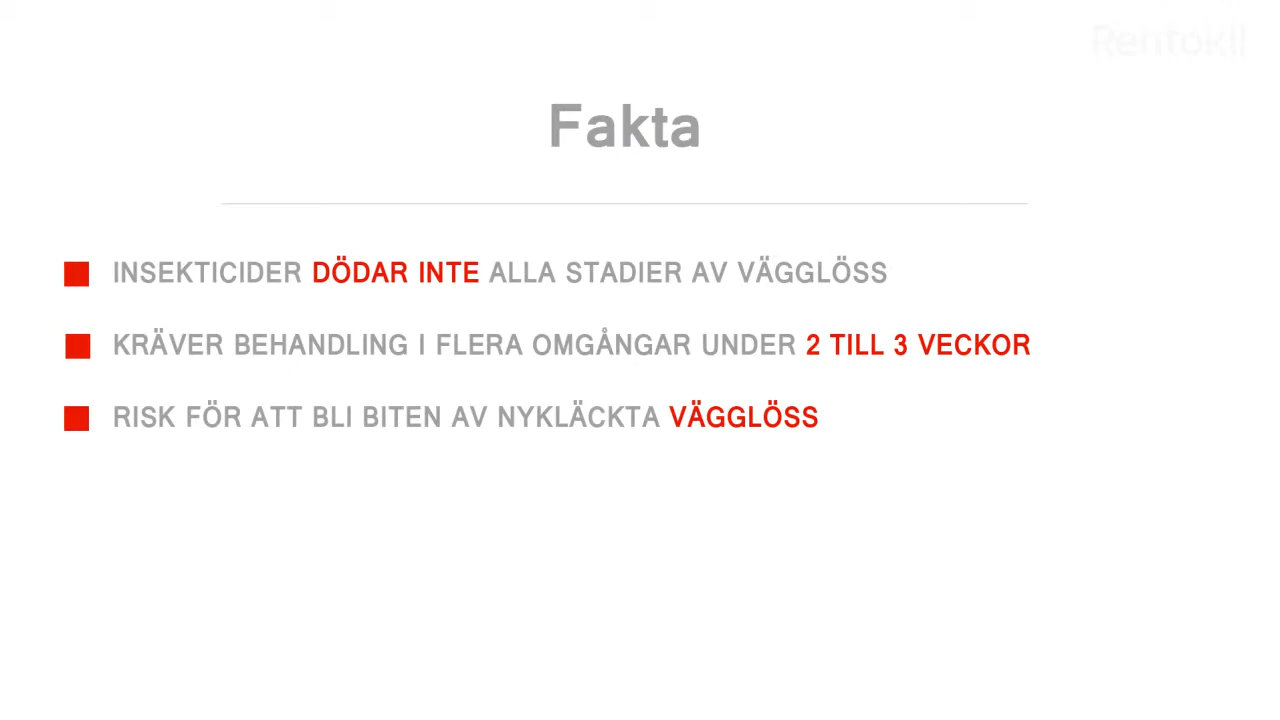 Rentokil
Fakta
INSEKTICIDER DÖDAR INTE ALLA STADIER AV VÄGGLÖSS
KRÄVER BEHANDLING I FLERA OMGÅNGAR UNDER 2 TILL 3 VECKOR
RISK FÖR ATT BLI BITEN AV NYKLÄCKTA VÄGGLÖSS